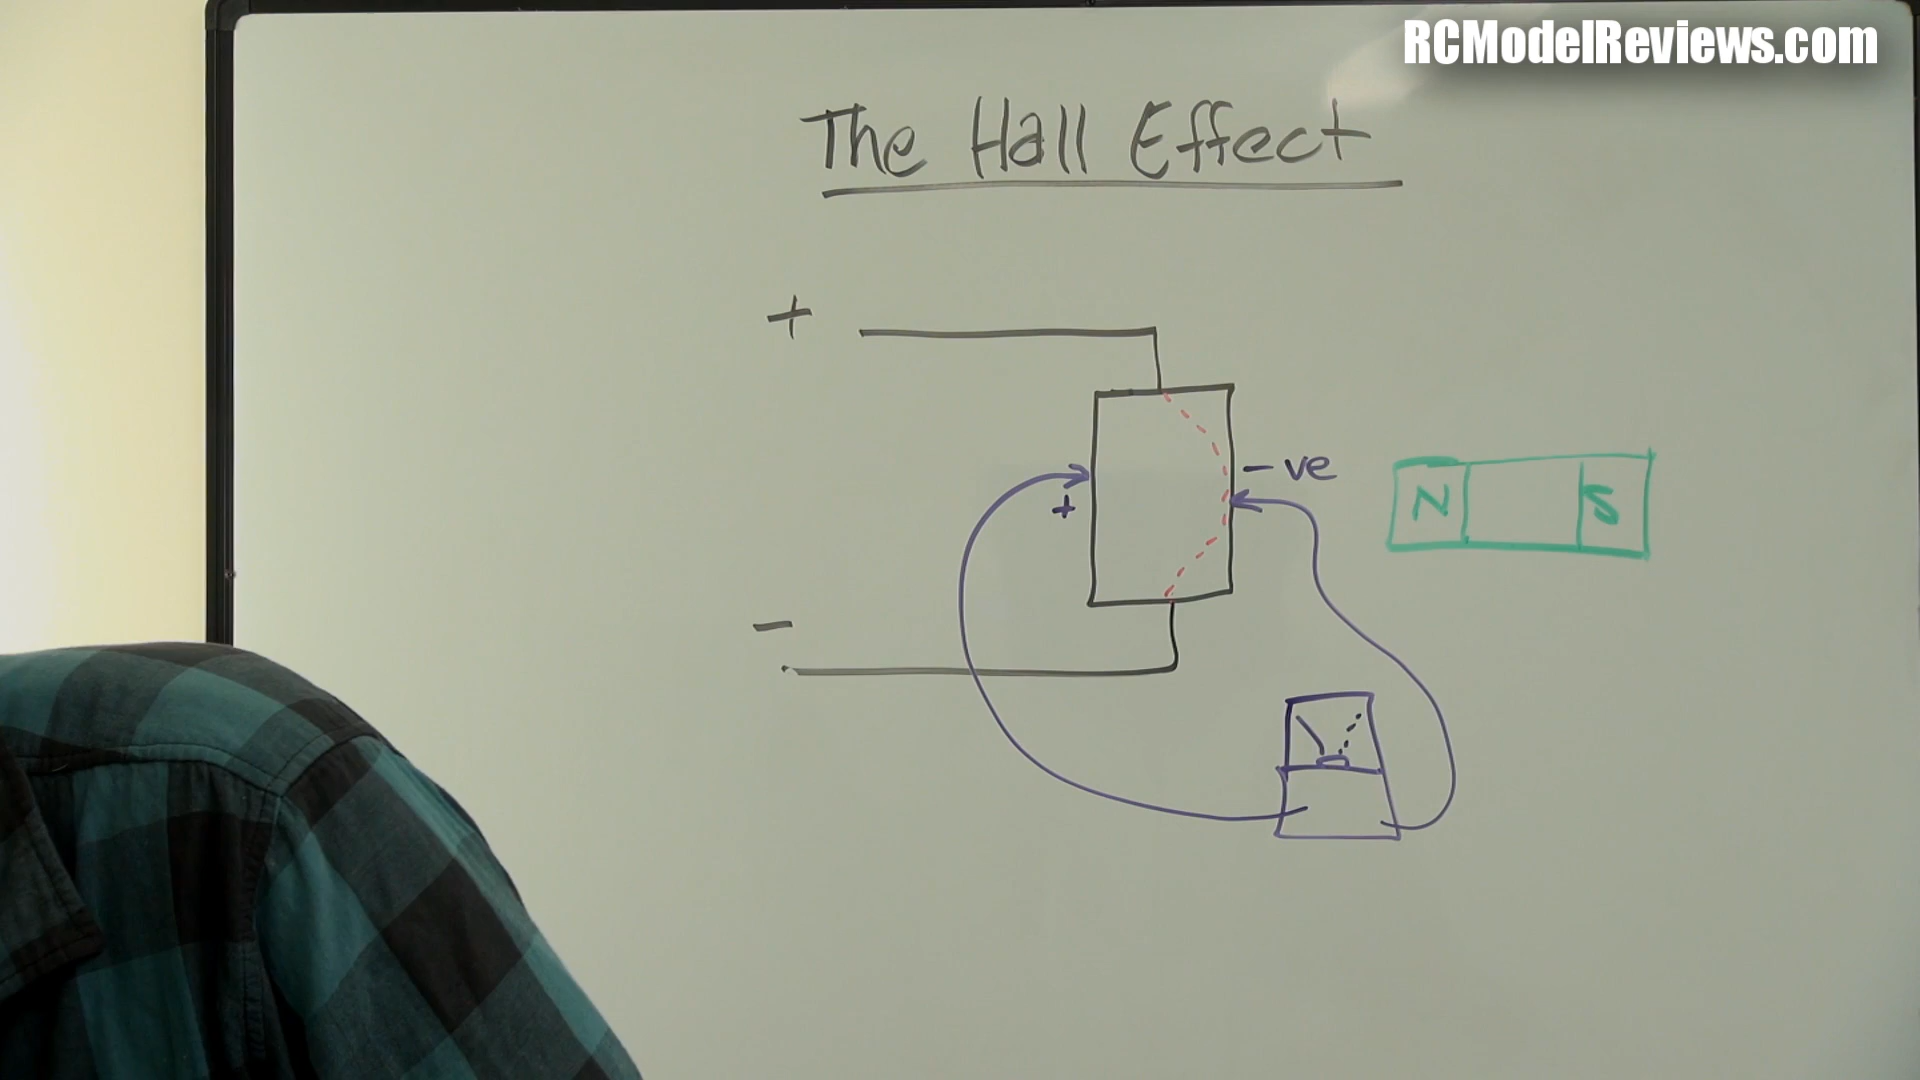 RCModelReviews.com
The Hall Effect
+
- ve
+
N S
-